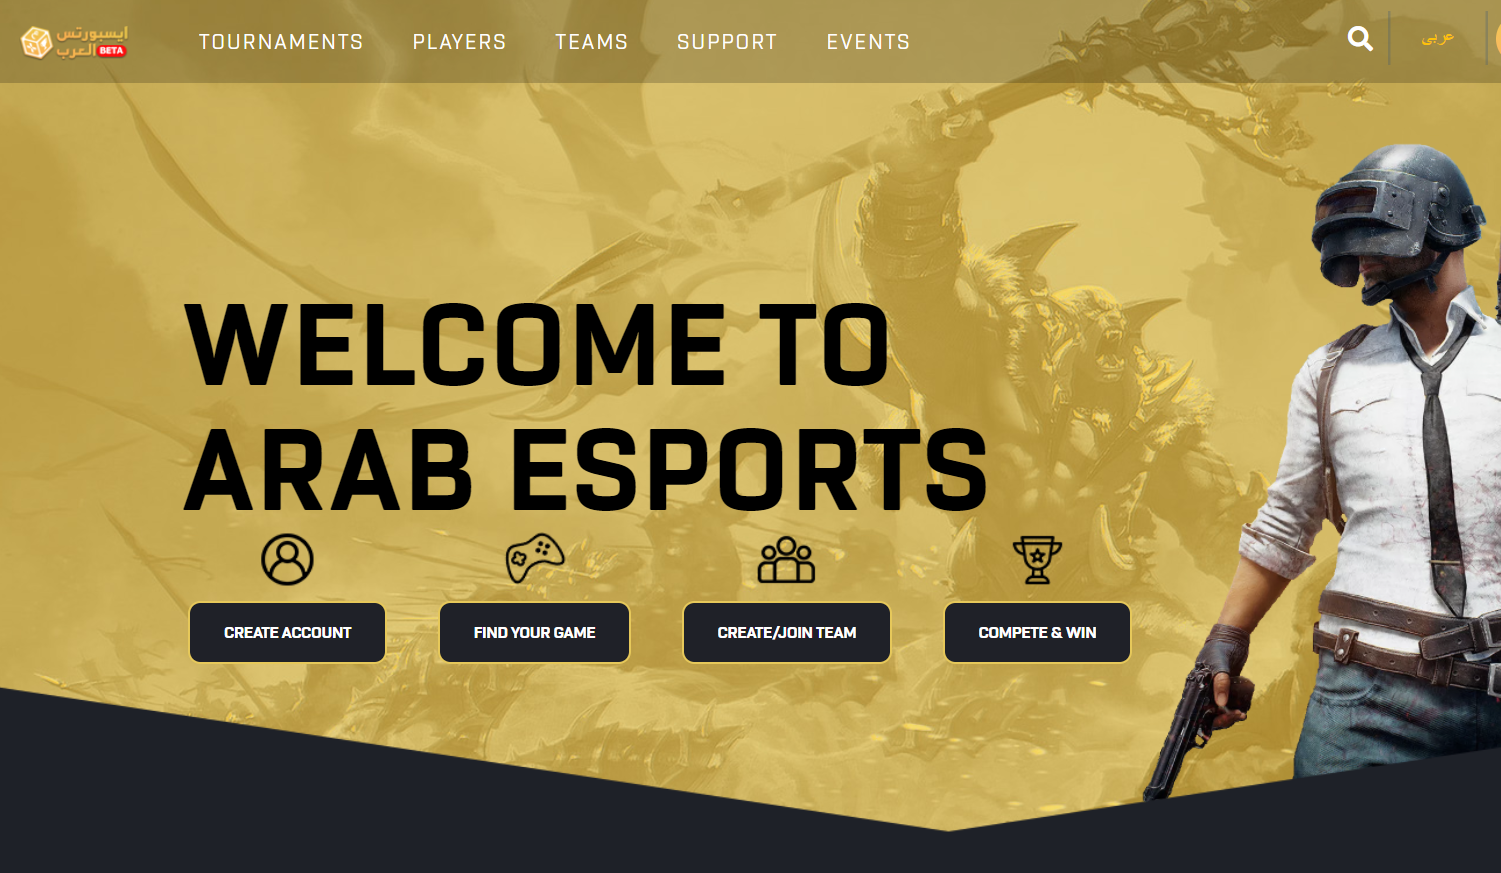 ايسبورتس
العرب BETA
TOURNAMENTS PLAYERS TEAMS SUPPORT EVENTS
عربى
WELCOME TO
ARAB ESPORTS
CREATE ACCOUNT FIND YOUR GAME CREATE/JOIN TEAM COMPETE & WIN